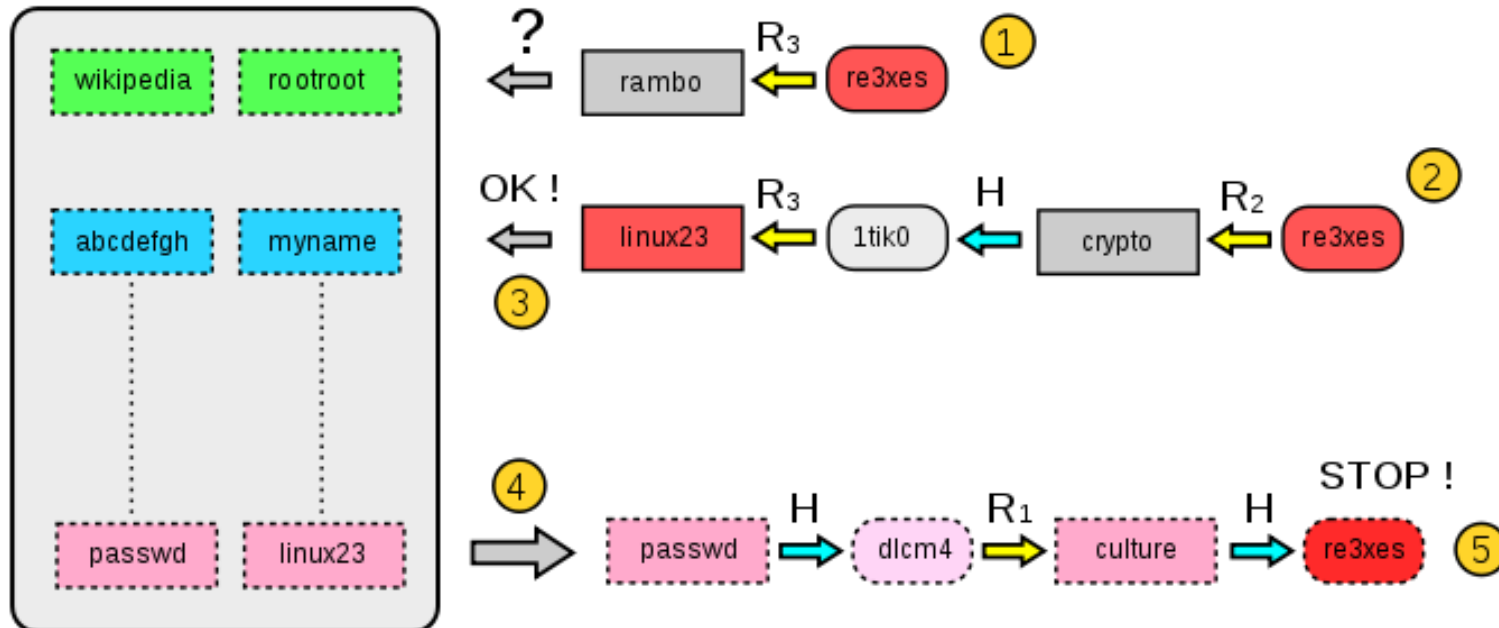 wikipedia rootroot ? rambo R3 re3xes 1
abcdefgh myname OK ! linux23 R3 1tik0 H crypto R2 re3xes 2
3
4 STOP !
passwd linux23 passwd H dlcm4 R1 culture H re3xes 5